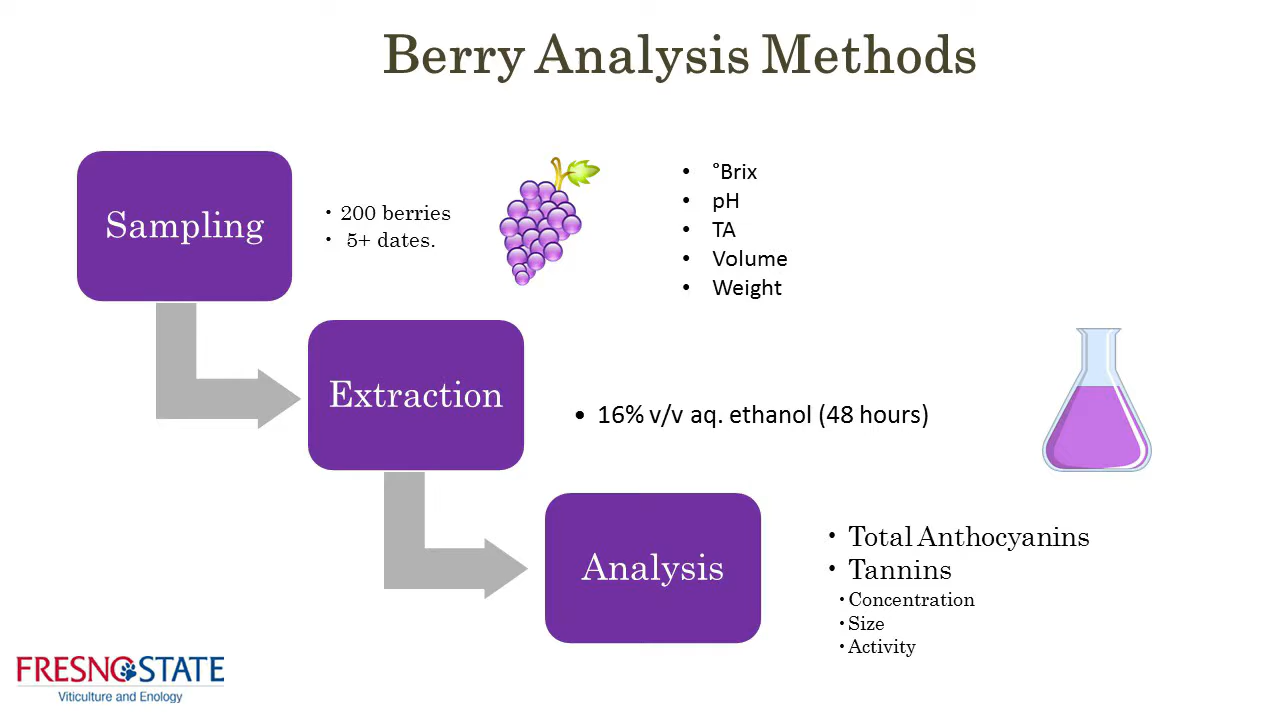 Berry Analysis Methods
Sampling
• 200 berries
• 5+ dates.
• °Brix
• pH
• TA
• Volume
• Weight
Extraction
• 16% v/v aq. ethanol (48 hours)
Analysis
• Total Anthocyanins
• Tannins
• Concentration
• Size
• Activity
FRESNO STATE
Viticulture and Enology